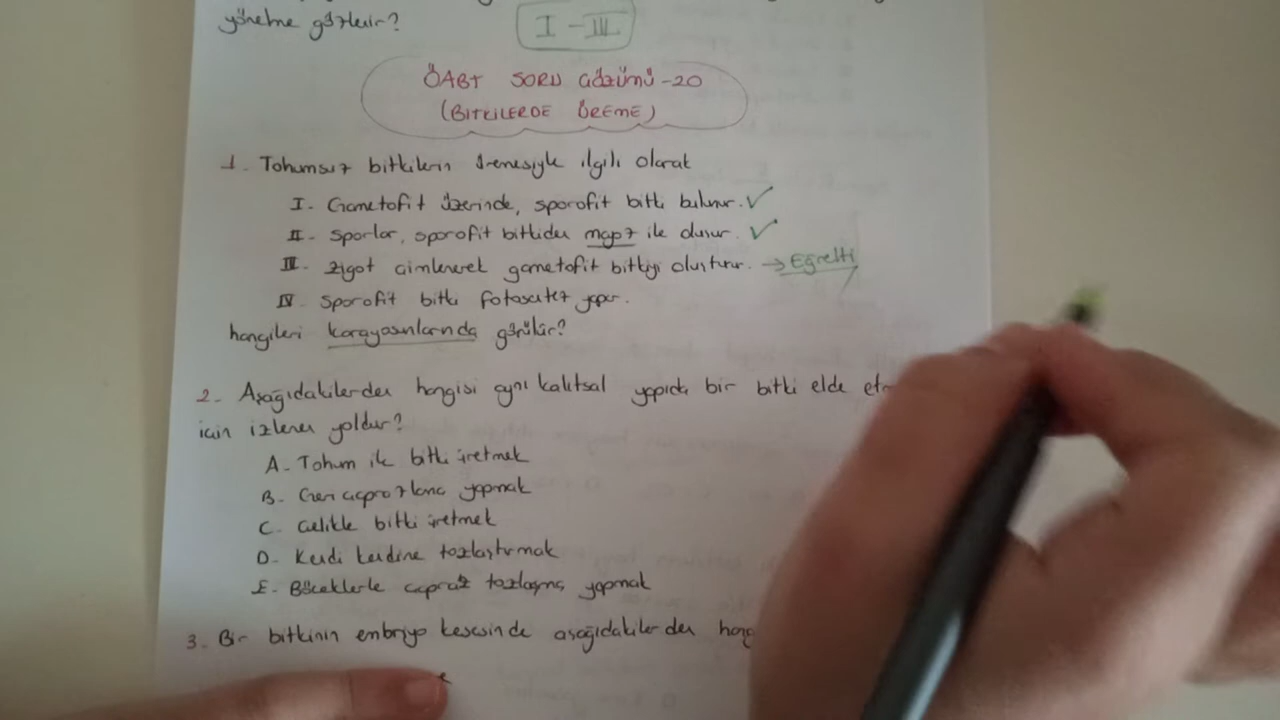 yönetme gözlenir?
I - III
ÖABT SORU ÇÖZÜMÜ -20
(BİTKİLERDE ÜREME)
1. Tohumsuz bitkilerin üremesiyle ilgili olarak
I- Gametofit üzerinde, sporofit bitki bulunur. ✓
II- Sporlar, sporofit bitkiden mayoz ile oluşur. ✓
III- Zigot çimlenerek gametofit bitkiyi oluşturur. → Eğrelti
IV- Sporofit bitki fotosentez yapar.
hangileri karayosunlarında görülür?
2- Aşağıdakilerden hangisi aynı kalıtsal yapıda bir bitki elde
için izlenen yoldur?
A- Tohum ile bitki üretmek
B- Gen çaprazlama yapmak
C- Çelikle bitki üretmek
D- Kendi kendine tozlaştırmak
E- Böceklerle çapraz tozlaşma yapmak
3. Bir bitkinin embriyo kesesinde aşağıdakilerden